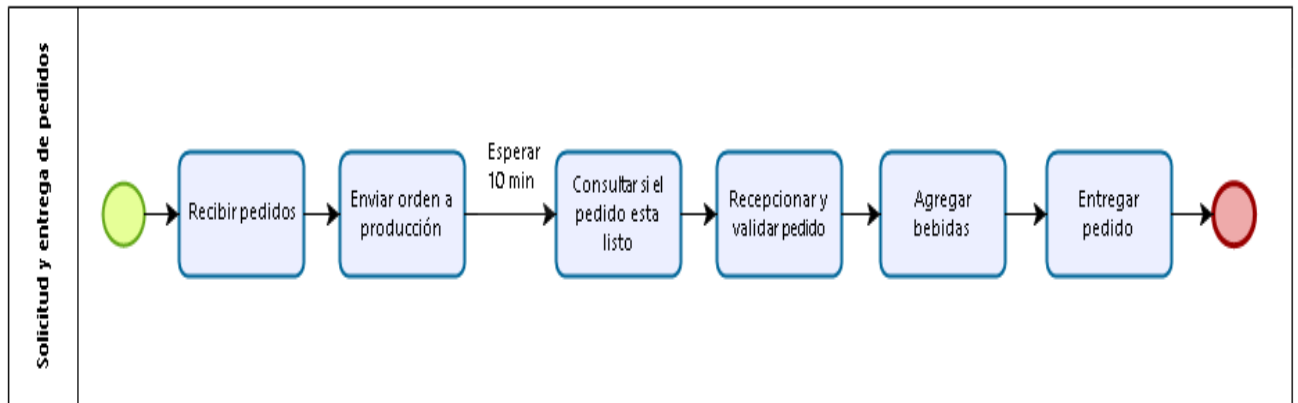 Solicitud y entrega de pedidos
Recibir pedidos
Enviar orden a
producción
Esperar
10 min
Consultar si el
pedido esta
listo
Recepcionar y
validar pedido
Agregar
bebidas
Entregar
pedido